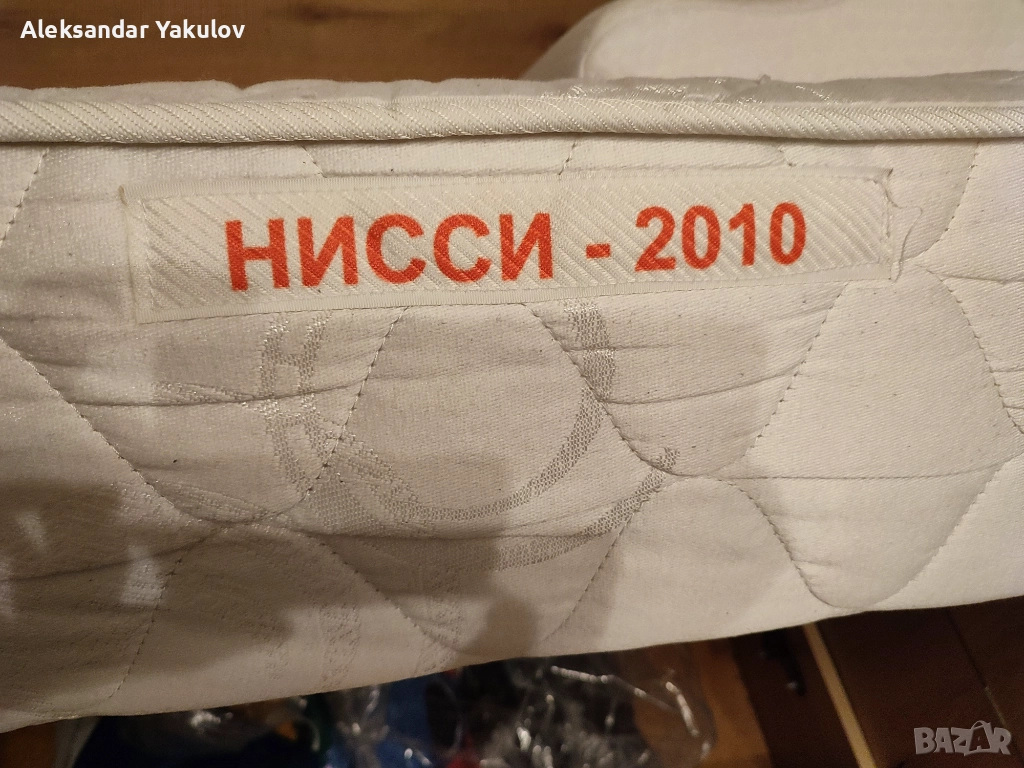 Aleksandar Yakulov
НИССИ - 2010
BAZAR